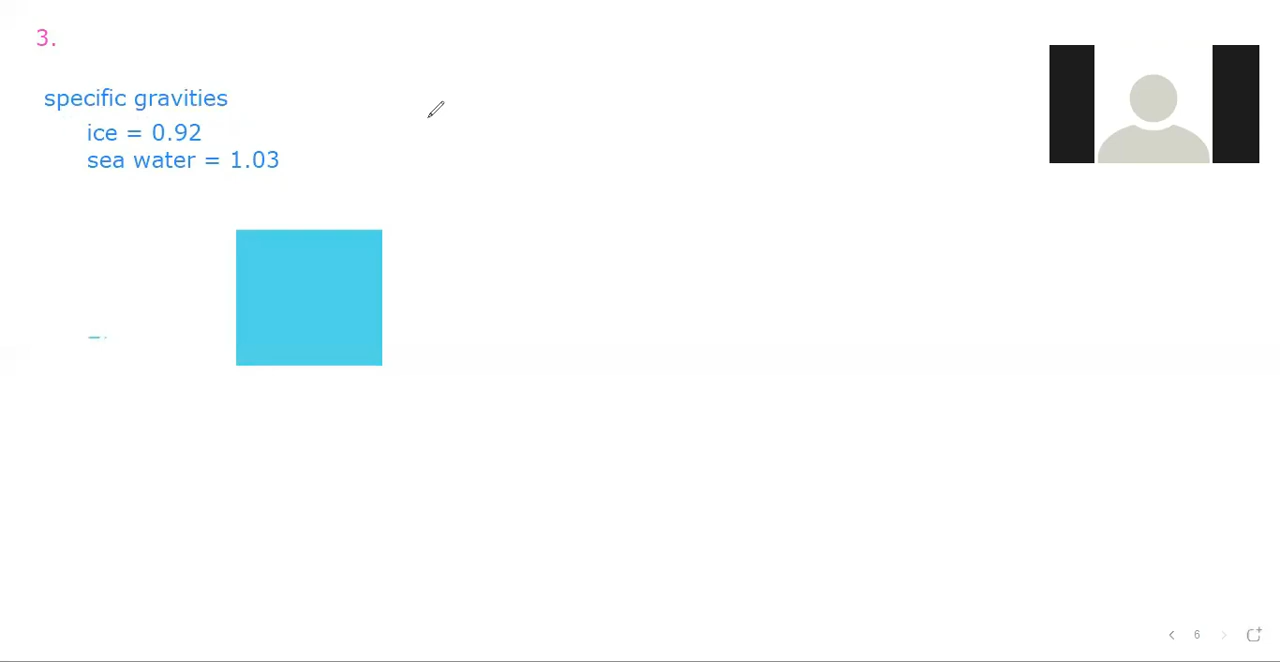 3.
specific gravities
ice = 0.92
sea water = 1.03
6